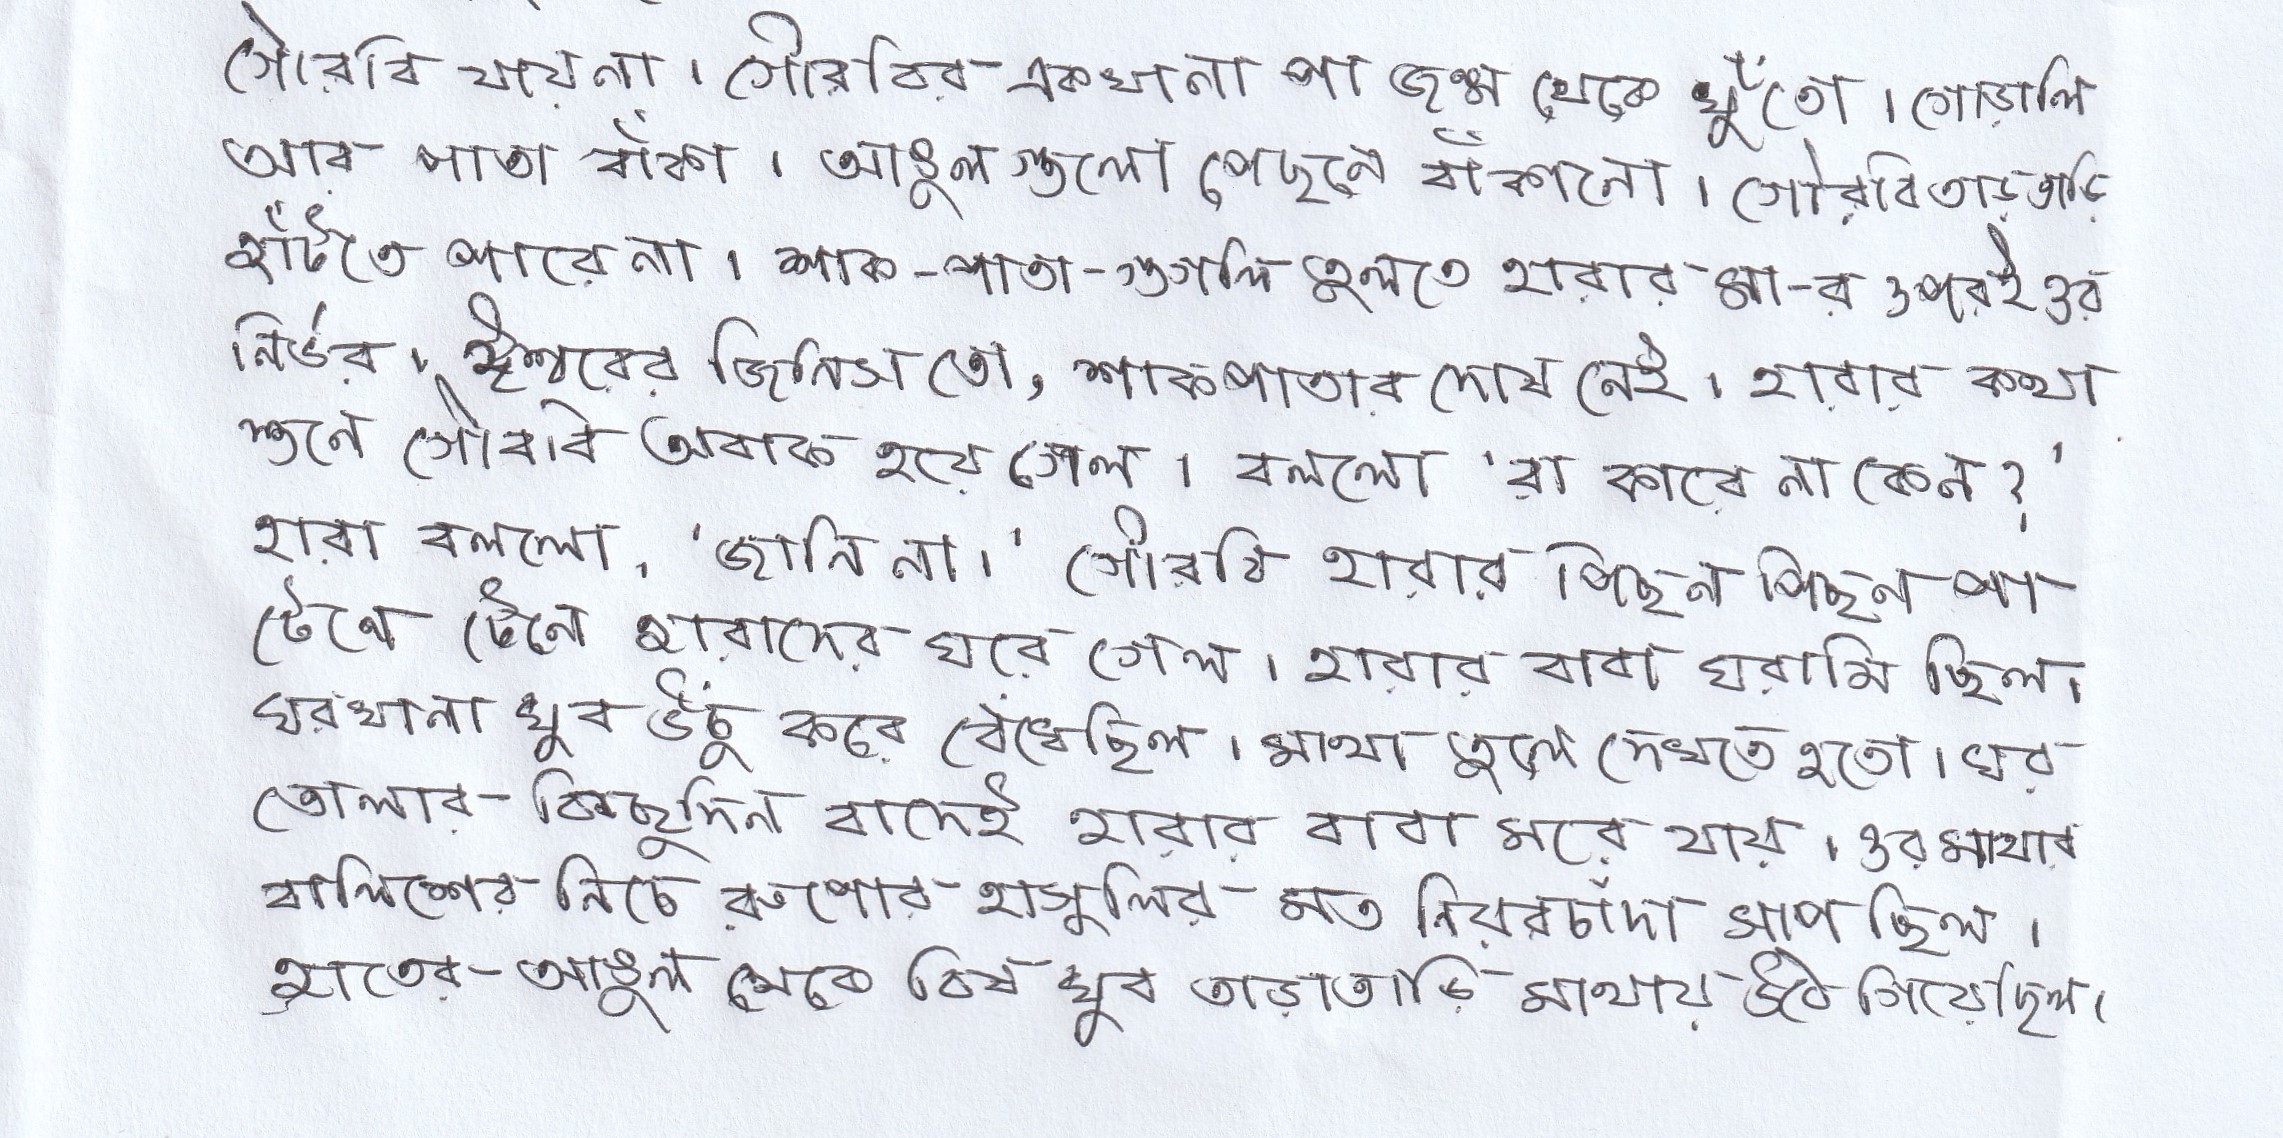 গৌরবি যায় না। গৌরবির একখানা পা জন্ম থেকে খুঁতো। গোড়ালি
আর পাতা বাঁকা। আঙুল গুলো পেছনে বাঁকানো। গৌরবি তাড়াতাড়ি
হাঁটতে পারে না। শাক-পাতা-গুগলি তুলতে হারার মা-র ওপরই ওর
নির্ভর। ঈশ্বরের জিনিস তো, শাকপাতার দোষ নেই। হারার কথা
শুনে গৌরবি অবাক হয়ে গেল। বললো 'রা কারে না কেন?'
হারা বললো, 'জানি না।' গৌরবি হারার পিছন পিছন পা
টেনে টেনে হারাদের ঘরে গেল। হারার বাবা ঘরামি ছিল।
ঘরখানা খুব উঁচু করে বেঁধেছিল। মাথা তুলে দেখতে হতো। ঘর
তোলার কিছুদিন বাদেই হারার বাবা মরে যায়। ওর মাথার
বালিশের নিচে রুপোর হাসুলির মত নিয়রচাঁদা সাপ ছিল।
হাতের আঙুল থেকে বিষ খুব তাড়াতাড়ি মাথায় উঠে গিয়েছিল।